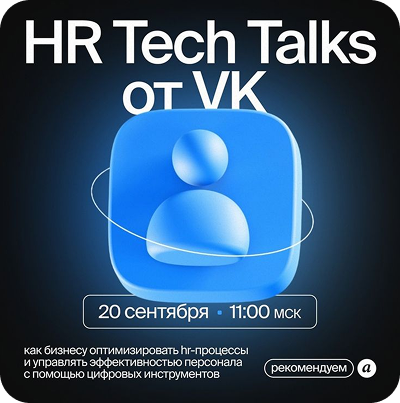 HR Tech Talks
от VK
20 сентября • 11:00 МСК
как бизнесу оптимизировать hr-процессы
и управлять эффективностью персонала
с помощью цифровых инструментов
рекомендуем a